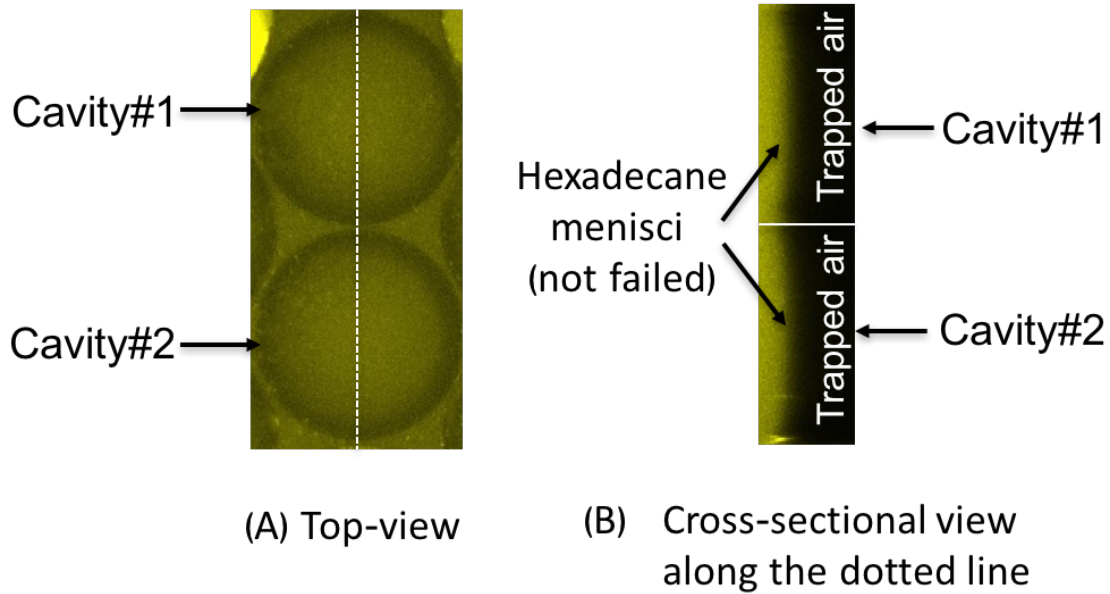 Cavity#1
Cavity#2
(A) Top-view
Hexadecane
menisci
(not failed)
Trapped air
Trapped air
Cavity#1
Cavity#2
(B) Cross-sectional view
along the dotted line